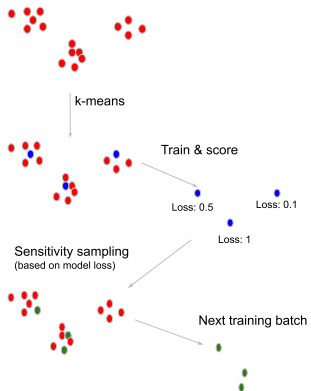 k-means
Train & score
Loss: 0.5
Loss: 0.1
Loss: 1
Sensitivity sampling
(based on model loss)
Next training batch